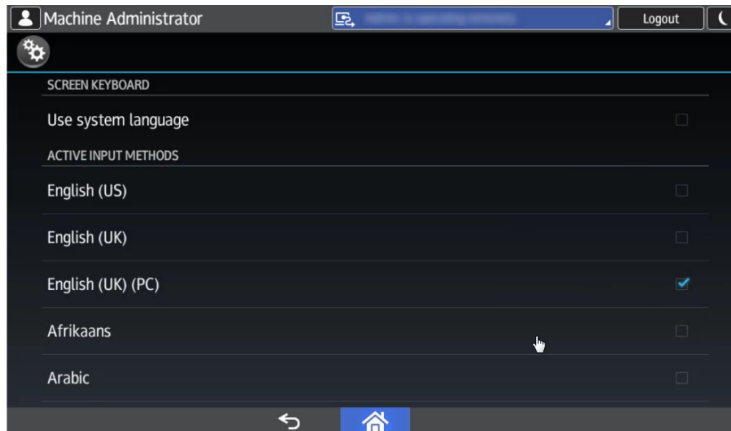 Machine Administrator
Logout
SCREEN KEYBOARD
Use system language
ACTIVE INPUT METHODS
English (US)
English (UK)
English (UK) (PC)
Afrikaans
Arabic